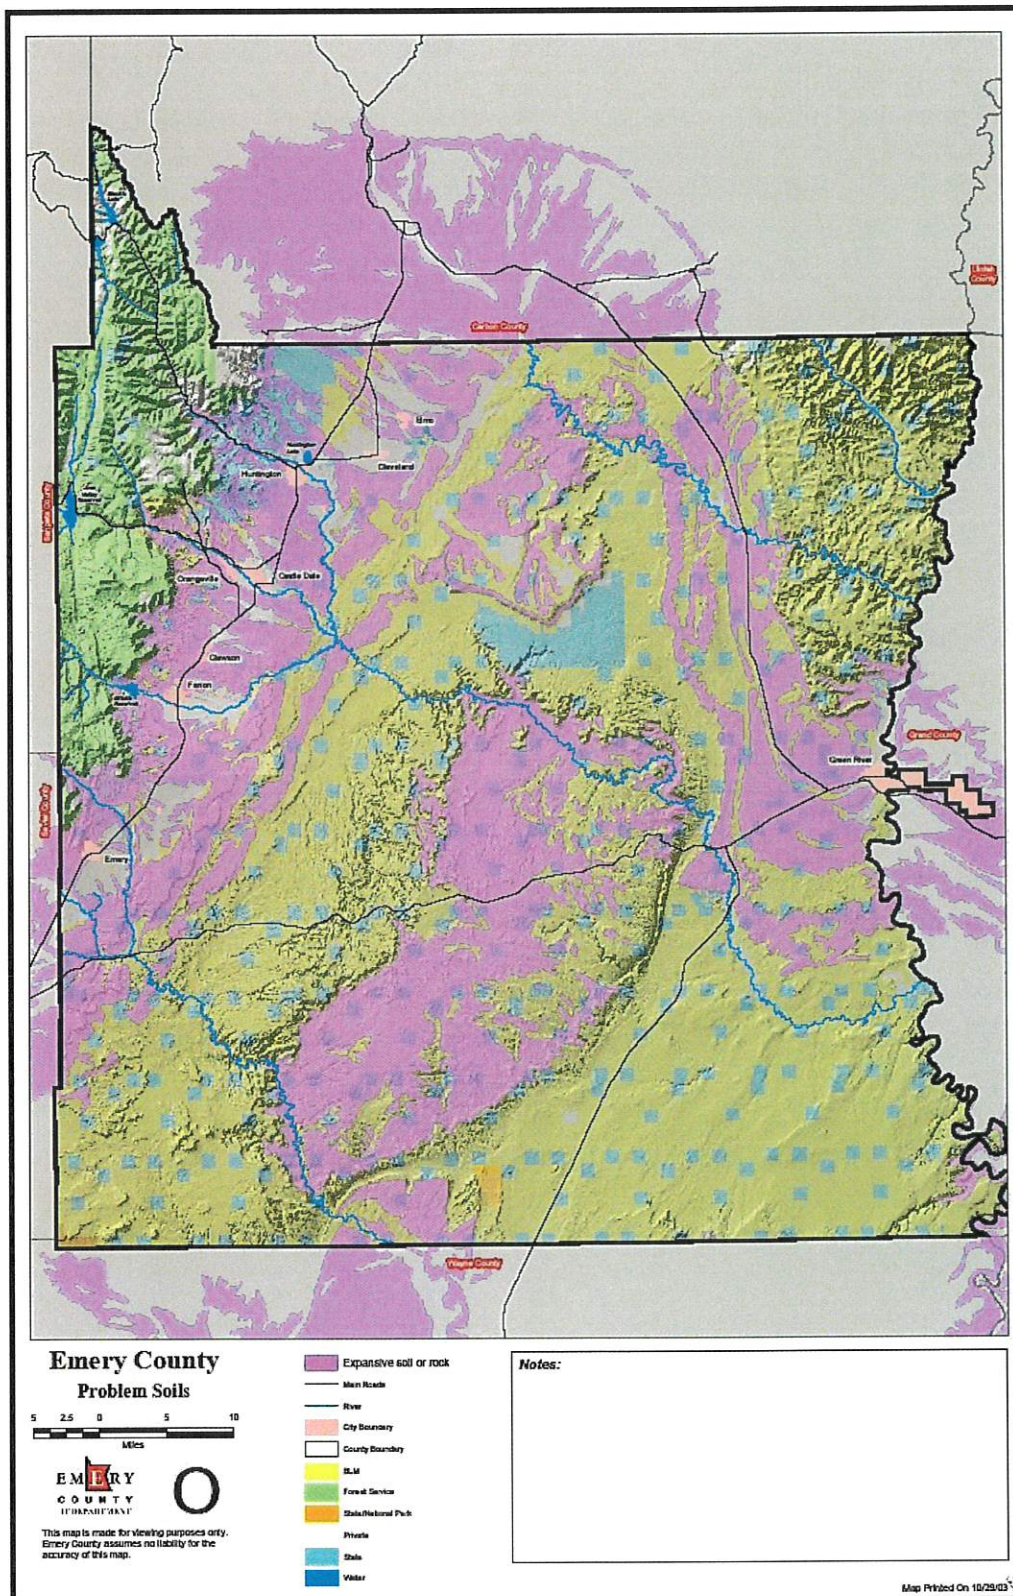 Uintah
County
Carbon County
Elmo
Huntington
Lake
Cleveland
Huntington
Sanpete County
Orangeville
Castle Dale
Clawson
Ferron
Grand County
Green River
Sevier County
Emery
Wayne County
Emery County
Problem Soils
5 2.5 0 5 10
Miles
EMERY
COUNTY
IT DEPARTMENT
O
This map is made for viewing purposes only.
Emery County assumes no liability for the
accuracy of this map.
Expansive soil or rock
Main Roads
River
City Boundary
County Boundary
BLM
Forest Service
State/National Park
Private
State
Water
Notes:
Map Printed On 10/29/03